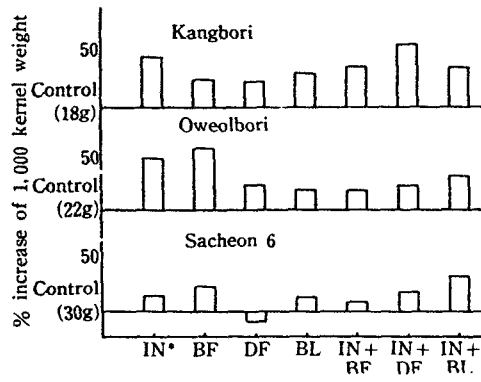 % increase of 1,000 kernel weight
Kangbori
50
Control
(18g)
Oweolbori
50
Control
(22g)
Sacheon 6
50
Control
(30g)
IN* BF DF BL IN+ IN+ IN+
BF DF BL